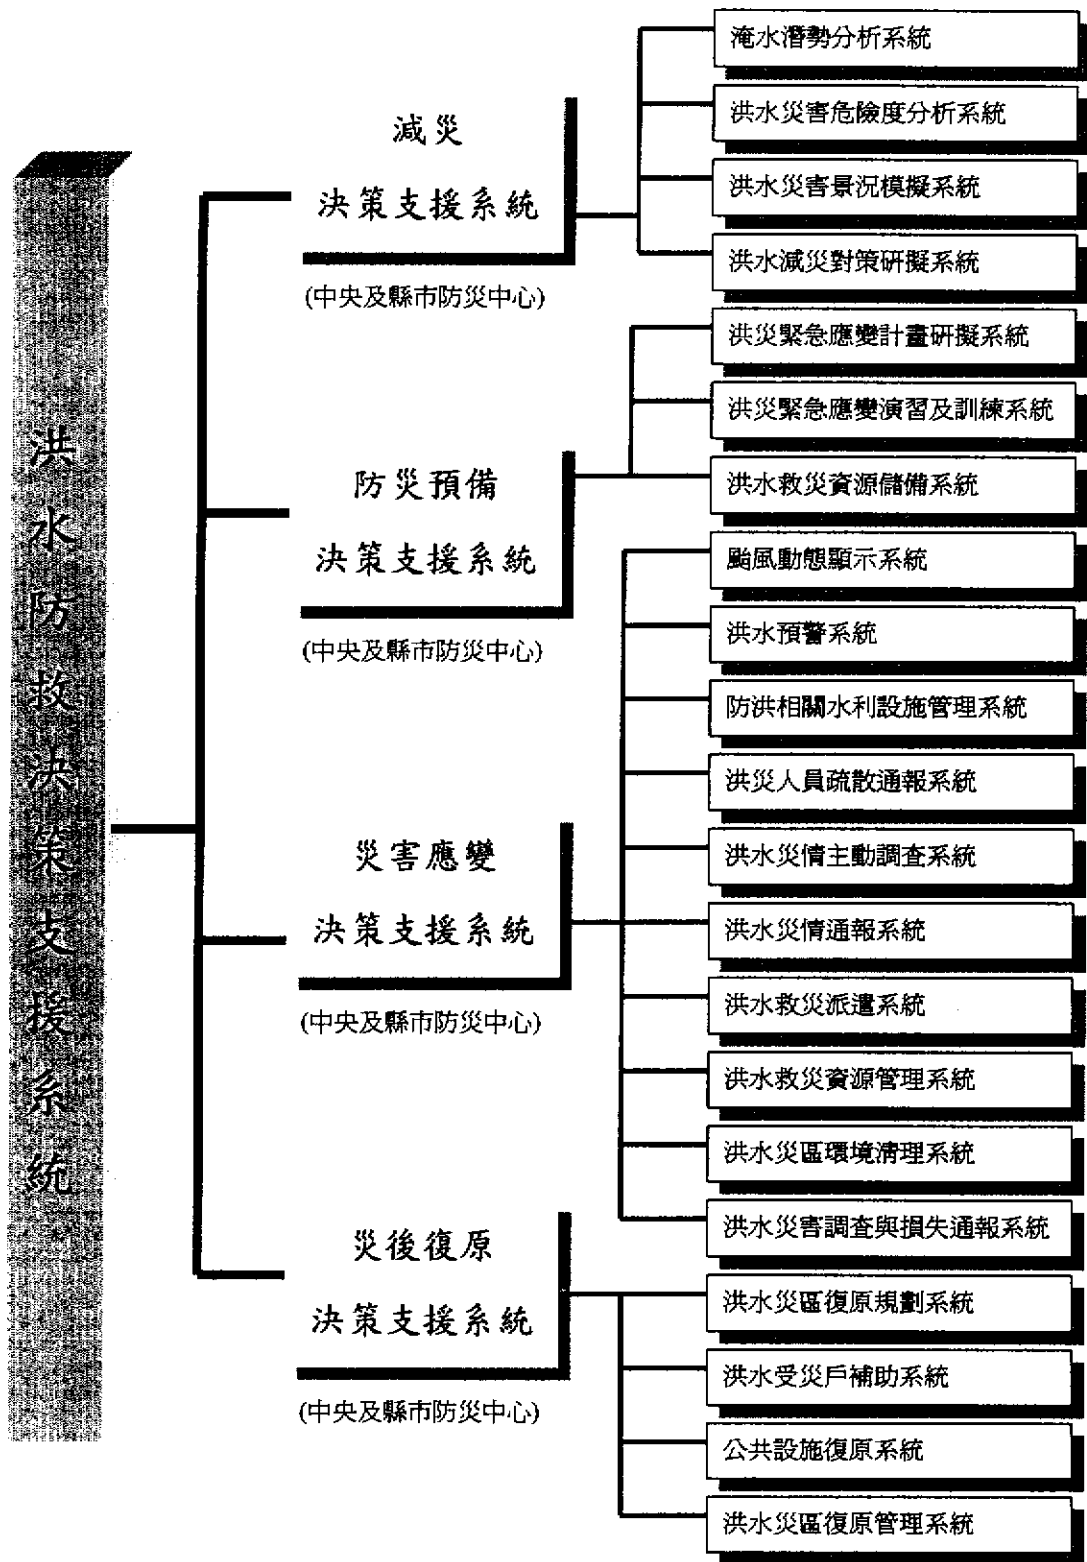 洪水防救決策支援系統
減災
決策支援系統
(中央及縣市防災中心)
淹水潛勢分析系統
洪水災害危險度分析系統
洪水災害景況模擬系統
洪水減災對策研擬系統
防災預備
決策支援系統
(中央及縣市防災中心)
洪災緊急應變計畫研擬系統
洪災緊急應變演習及訓練系統
洪水救災資源儲備系統
災害應變
決策支援系統
(中央及縣市防災中心)
颱風動態顯示系統
洪水預警系統
防洪相關水利設施管理系統
洪災人員疏散通報系統
洪水災情主動調查系統
洪水災情通報系統
洪水救災派遣系統
洪水救災資源管理系統
洪水災區環境清理系統
洪水災害調查與損失通報系統
災後復原
決策支援系統
(中央及縣市防災中心)
洪水災區復原規劃系統
洪水受災戶補助系統
公共設施復原系統
洪水災區復原管理系統